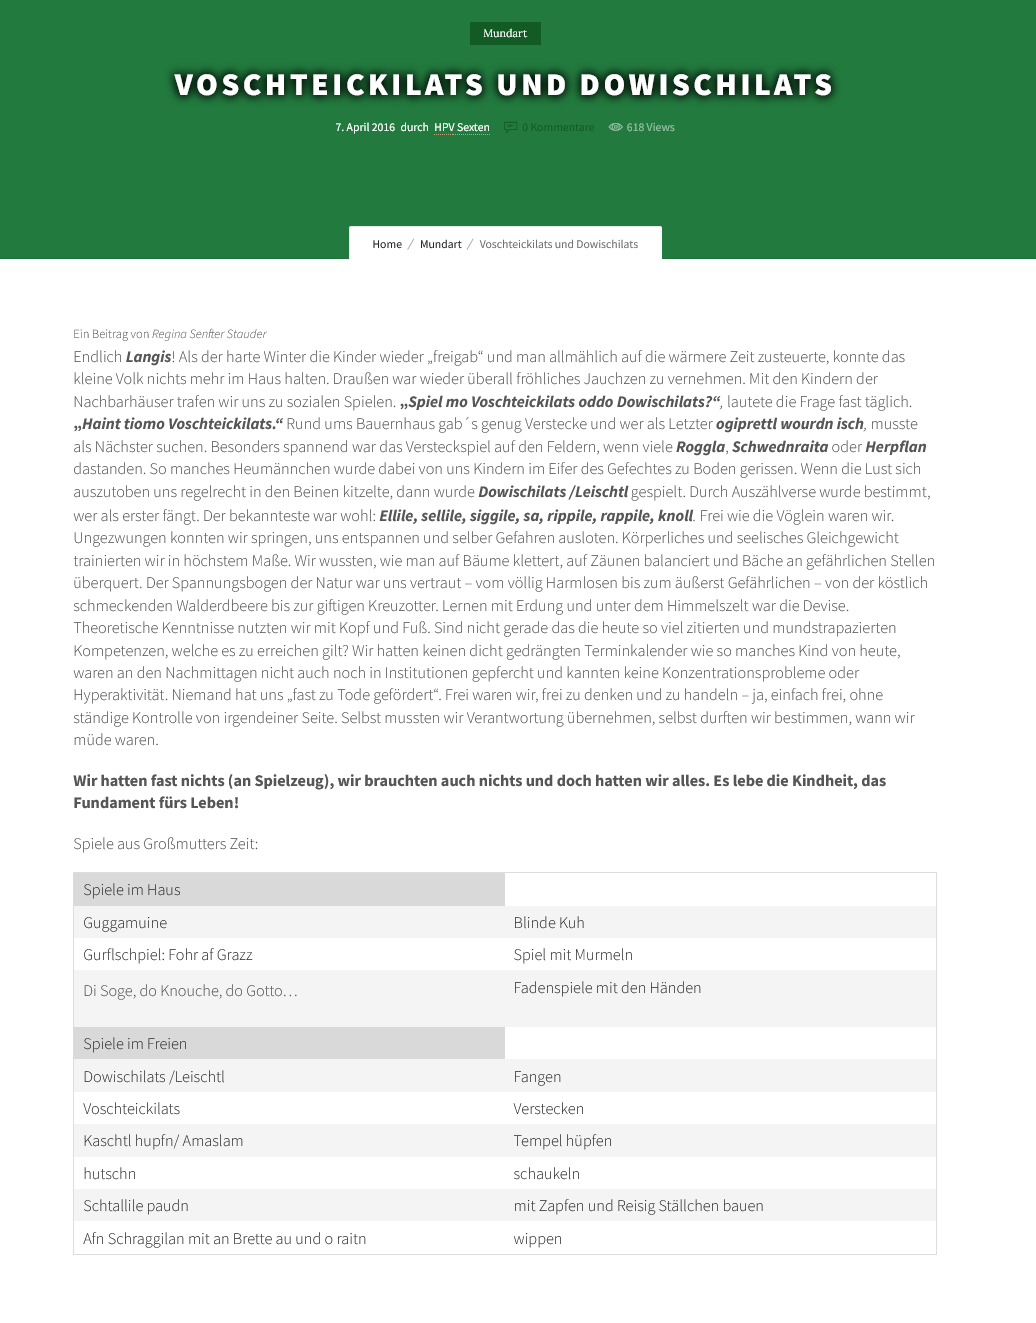 Mundart
VOSCHTEICKILATS UND DOWISCHILATS
7. April 2016 durch HPV Sexten 0 Kommentare 618 Views
Home / Mundart / Voschteickilats und Dowischilats
Ein Beitrag von Regina Senfter Stauder
Endlich Langis! Als der harte Winter die Kinder wieder „freigab“ und man allmählich auf die wärmere Zeit zusteuerte, konnte das
kleine Volk nichts mehr im Haus halten. Draußen war wieder überall fröhliches Jauchzen zu vernehmen. Mit den Kindern der
Nachbarhäuser trafen wir uns zu sozialen Spielen. „Spiel mo Voschteickilats oddo Dowischilats?“, lautete die Frage fast täglich.
„Haint tiomo Voschteickilats.“ Rund ums Bauernhaus gab´s genug Verstecke und wer als Letzter ogiprettl wourdn isch, musste
als Nächster suchen. Besonders spannend war das Versteckspiel auf den Feldern, wenn viele Roggla, Schwednraita oder Herpflan
dastanden. So manches Heumännchen wurde dabei von uns Kindern im Eifer des Gefechtes zu Boden gerissen. Wenn die Lust sich
auszutoben uns regelrecht in den Beinen kitzelte, dann wurde Dowischilats /Leischtl gespielt. Durch Auszählverse wurde bestimmt,
wer als erster fängt. Der bekannteste war wohl: Ellile, sellile, siggile, sa, rippile, rappile, knoll. Frei wie die Vöglein waren wir.
Ungezwungen konnten wir springen, uns entspannen und selber Gefahren ausloten. Körperliches und seelisches Gleichgewicht
trainierten wir in höchstem Maße. Wir wussten, wie man auf Bäume klettert, auf Zäunen balanciert und Bäche an gefährlichen Stellen
überquert. Der Spannungsbogen der Natur war uns vertraut – vom völlig Harmlosen bis zum äußerst Gefährlichen – von der köstlich
schmeckenden Walderdbeere bis zur giftigen Kreuzotter. Lernen mit Erdung und unter dem Himmelszelt war die Devise.
Theoretische Kenntnisse nutzten wir mit Kopf und Fuß. Sind nicht gerade das die heute so viel zitierten und mundstrapazierten
Kompetenzen, welche es zu erreichen gilt? Wir hatten keinen dicht gedrängten Terminkalender wie so manches Kind von heute,
waren an den Nachmittagen nicht auch noch in Institutionen gepfercht und kannten keine Konzentrationsprobleme oder
Hyperaktivität. Niemand hat uns „fast zu Tode gefördert“. Frei waren wir, frei zu denken und zu handeln – ja, einfach frei, ohne
ständige Kontrolle von irgendeiner Seite. Selbst mussten wir Verantwortung übernehmen, selbst durften wir bestimmen, wann wir
müde waren.
Wir hatten fast nichts (an Spielzeug), wir brauchten auch nichts und doch hatten wir alles. Es lebe die Kindheit, das
Fundament fürs Leben!
Spiele aus Großmutters Zeit:
Spiele im Haus
Guggamuine Blinde Kuh
Gurflschpiel: Fohr af Grazz Spiel mit Murmeln
Di Soge, do Knouche, do Gotto… Fadenspiele mit den Händen
Spiele im Freien
Dowischilats /Leischtl Fangen
Voschteickilats Verstecken
Kaschtl hupfn/ Amaslam Tempel hüpfen
hutschn schaukeln
Schtallile paudn mit Zapfen und Reisig Ställchen bauen
Afn Schraggilan mit an Brette au und o raitn wippen